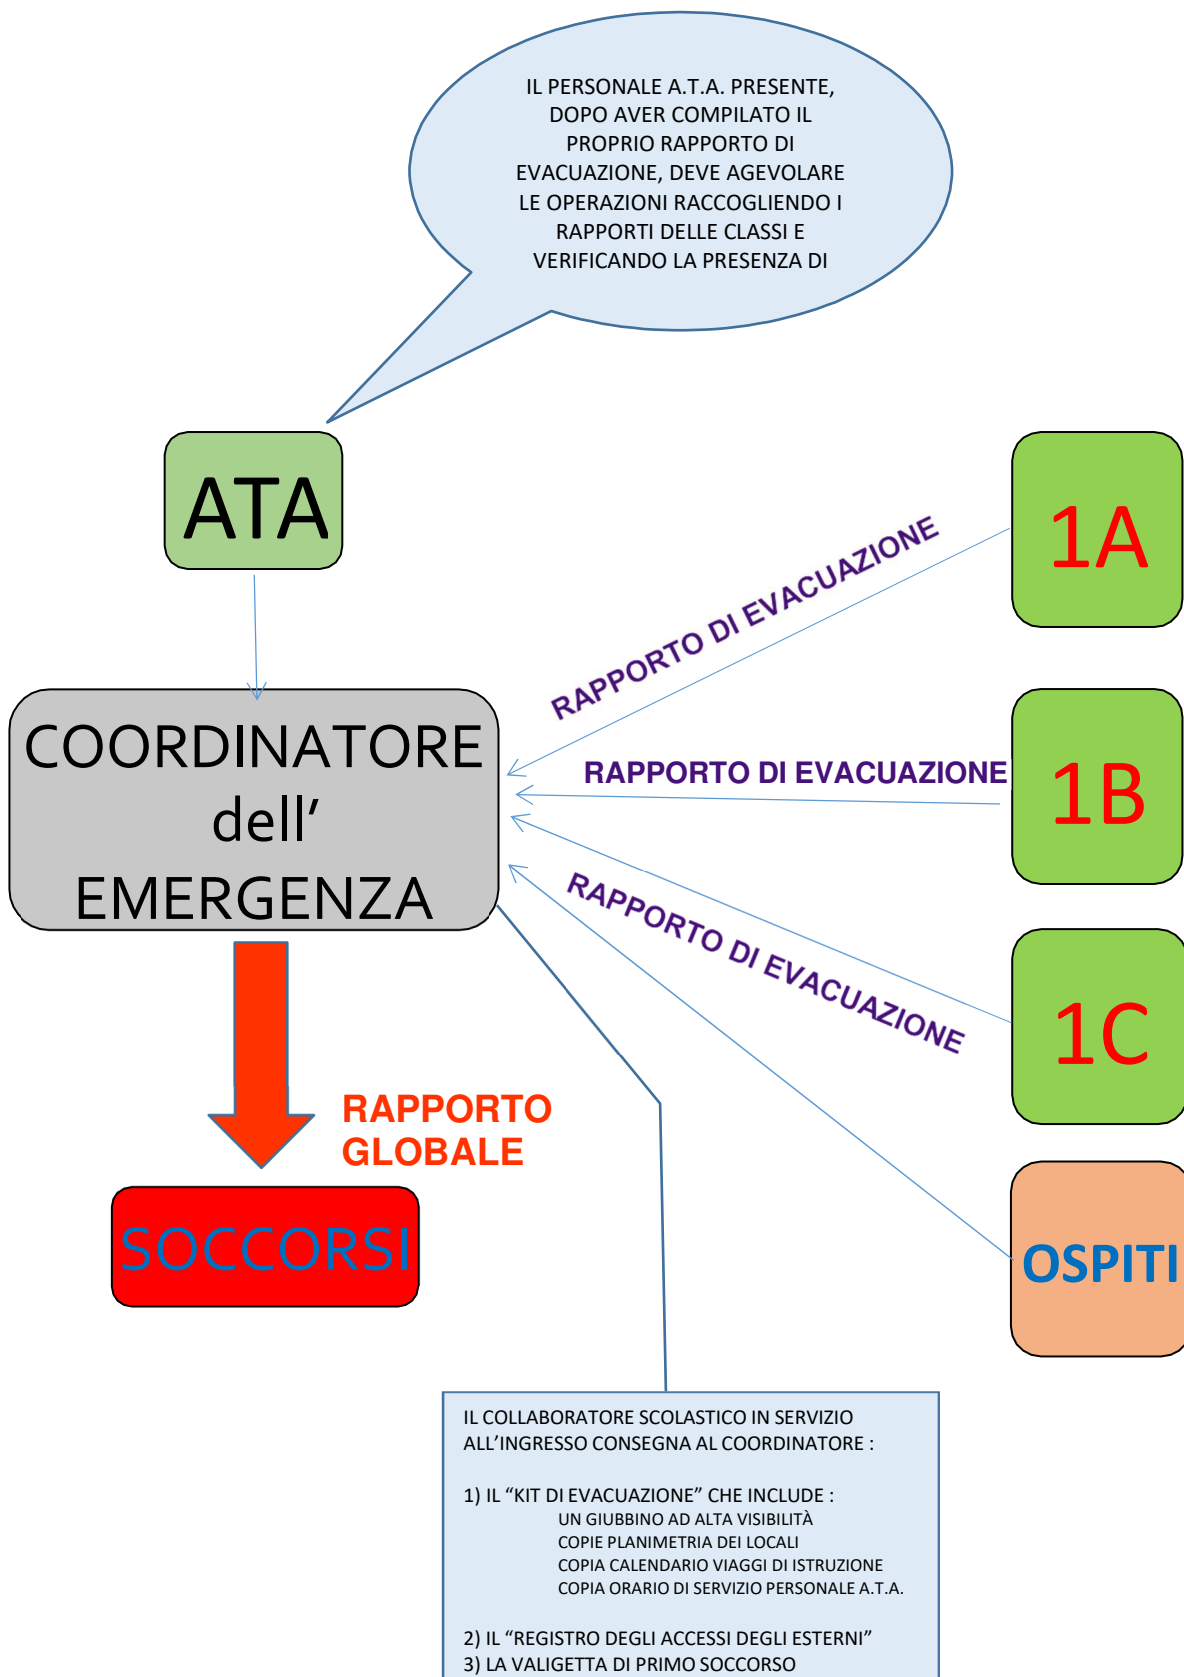 IL PERSONALE A.T.A. PRESENTE,
DOPO AVER COMPILATO IL
PROPRIO RAPPORTO DI
EVACUAZIONE, DEVE AGEVOLARE
LE OPERAZIONI RACCOGLIENDO I
RAPPORTI DELLE CLASSI E
VERIFICANDO LA PRESENZA DI
ATA
1A
RAPPORTO DI EVACUAZIONE
COORDINATORE
dell’
EMERGENZA
RAPPORTO DI EVACUAZIONE
1B
RAPPORTO DI EVACUAZIONE
1C
RAPPORTO
GLOBALE
SOCCORSI
OSPITI
IL COLLABORATORE SCOLASTICO IN SERVIZIO
ALL’INGRESSO CONSEGNA AL COORDINATORE :
1) IL “KIT DI EVACUAZIONE” CHE INCLUDE :
UN GIUBBINO AD ALTA VISIBILITÀ
COPIE PLANIMETRIA DEI LOCALI
COPIA CALENDARIO VIAGGI DI ISTRUZIONE
COPIA ORARIO DI SERVIZIO PERSONALE A.T.A.
2) IL “REGISTRO DEGLI ACCESSI DEGLI ESTERNI”
3) LA VALIGETTA DI PRIMO SOCCORSO